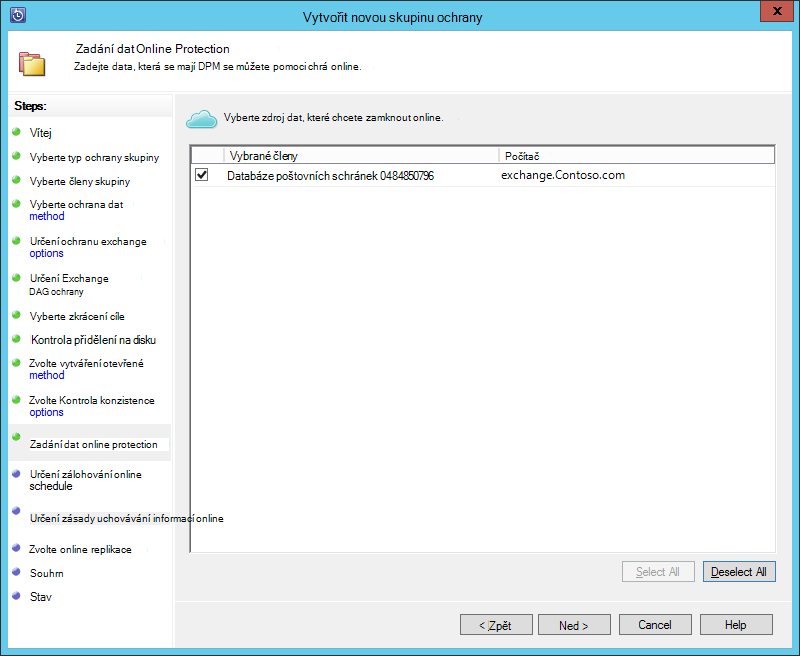 Vytvořit novou skupinu ochrany
x
Zadání dat Online Protection
Zadejte data, která se mají DPM se můžete pomocí chrá online.
Steps:
Vítej
Vyberte typ ochrany skupiny
Vyberte členy skupiny
Vyberte ochrana dat
method
Určení ochranu exchange
options
Určení Exchange
DAG ochrany
Vyberte zkrácení cíle
Kontrola přidělení na disku
Zvolte vytváření otevřené
method
Zvolte Kontrola konzistence
options
Zadání dat online protection
Určení zálohování online
schedule
Určení zásady uchovávání informací online
Zvolte online replikace
Souhrn
Stav
Vyberte zdroj dat, které chcete zamknout online.
Vybrané členy Počítač
Databáze poštovních schránek 0484850796 exchange.Contoso.com
Select All Deselect All
< Zpět Ned > Cancel Help